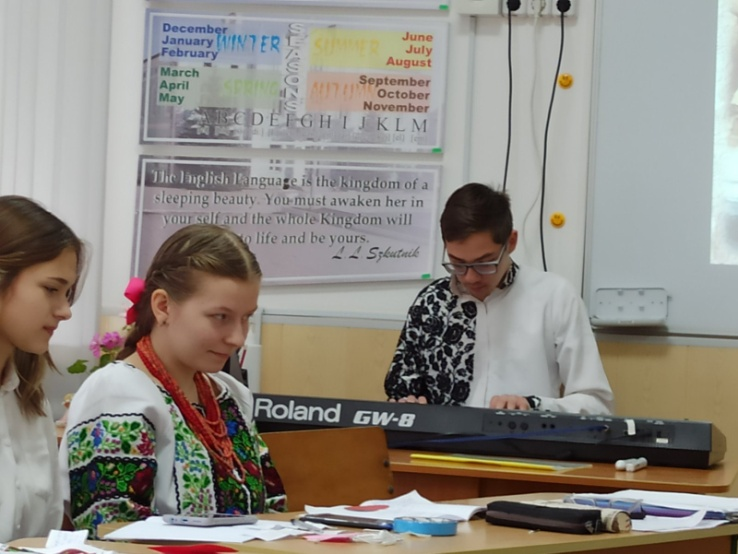 December
January
February
WINTER
SEASONS
SUMMER
June
July
August
March
April
May
SPRING
AUTUMN
September
October
November
A B C D E F G H I J K L M
The English Language is the kingdom of a
sleeping beauty. You must awaken her in
your self and the whole Kingdom will
to life and be yours.
L. L. Szkutnik
Roland GW-8